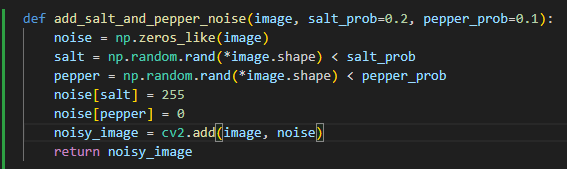 def add_salt_and_pepper_noise(image, salt_prob=0.2, pepper_prob=0.1):
    noise = np.zeros_like(image)
    salt = np.random.rand(*image.shape) < salt_prob
    pepper = np.random.rand(*image.shape) < pepper_prob
    noise[salt] = 255
    noise[pepper] = 0
    noisy_image = cv2.add(image, noise)
    return noisy_image